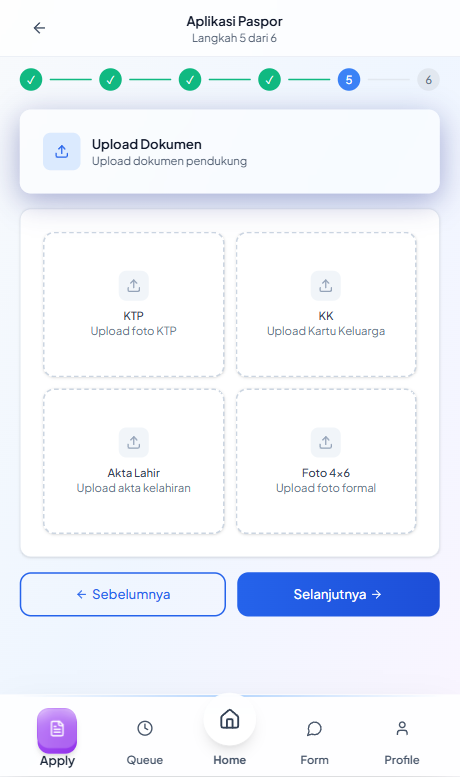 Aplikasi Paspor
Langkah 5 dari 6
5
6
Upload Dokumen
Upload dokumen pendukung
KTP
Upload foto KTP
KK
Upload Kartu Keluarga
Akta Lahir
Upload akta kelahiran
Foto 4×6
Upload foto formal
← Sebelumnya
Selanjutnya →
Apply
Queue
Home
Form
Profile